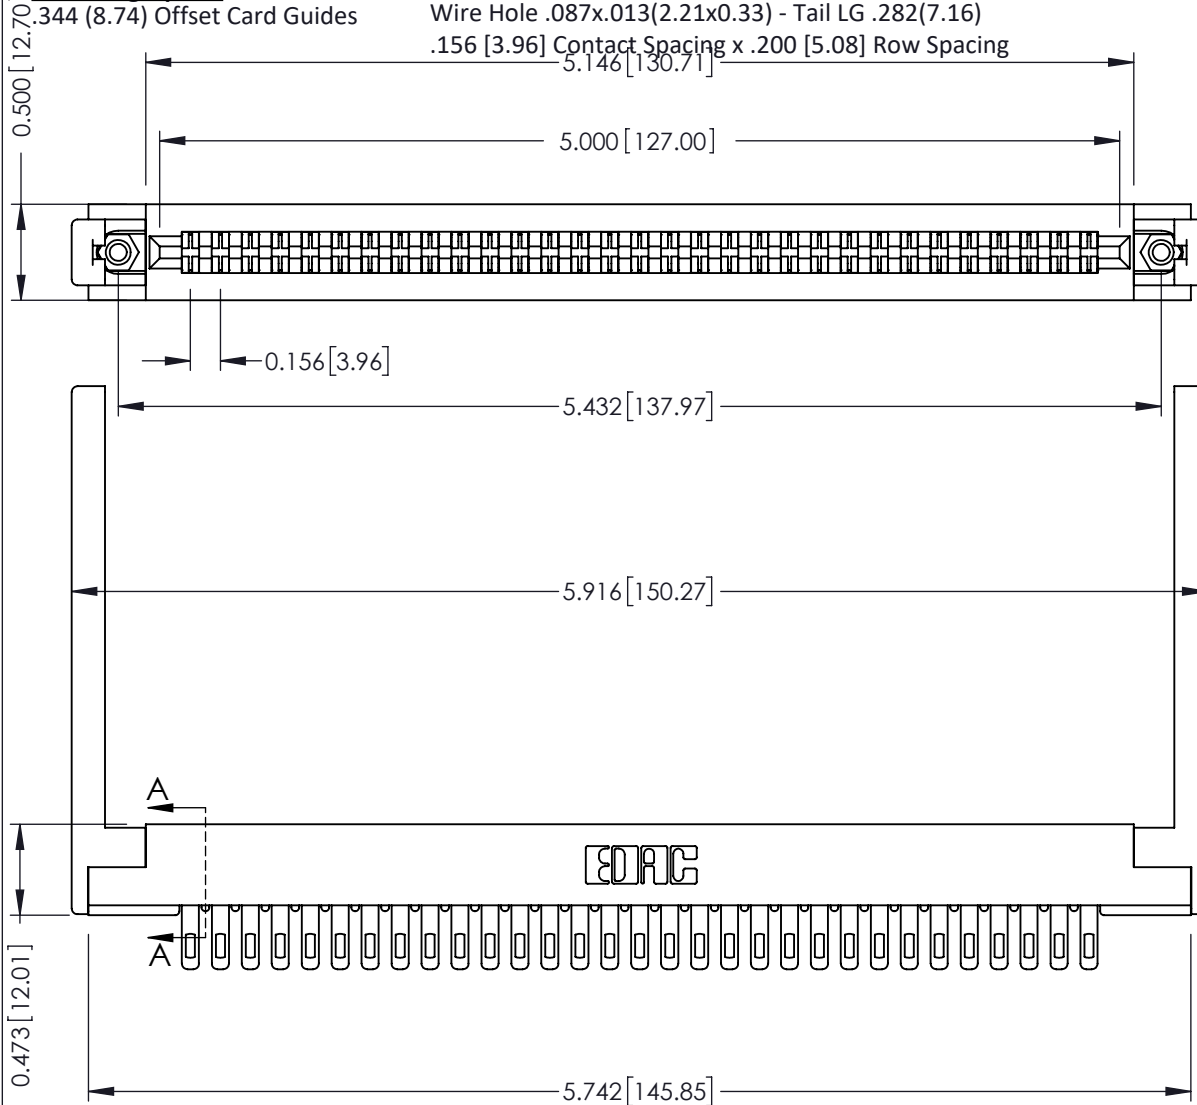 .344 (8.74) Offset Card Guides
Wire Hole .087x.013(2.21x0.33) - Tail LG .282(7.16)
.156 [3.96] Contact Spacing x .200 [5.08] Row Spacing
0.500 [12.70
5.146 [130.71]
5.000 [127.00]
0.156 [3.96]
5.432 [137.97]
5.916 [150.27]
A
EDAC
A
0.473 [12.01]
5.742 [145.85]